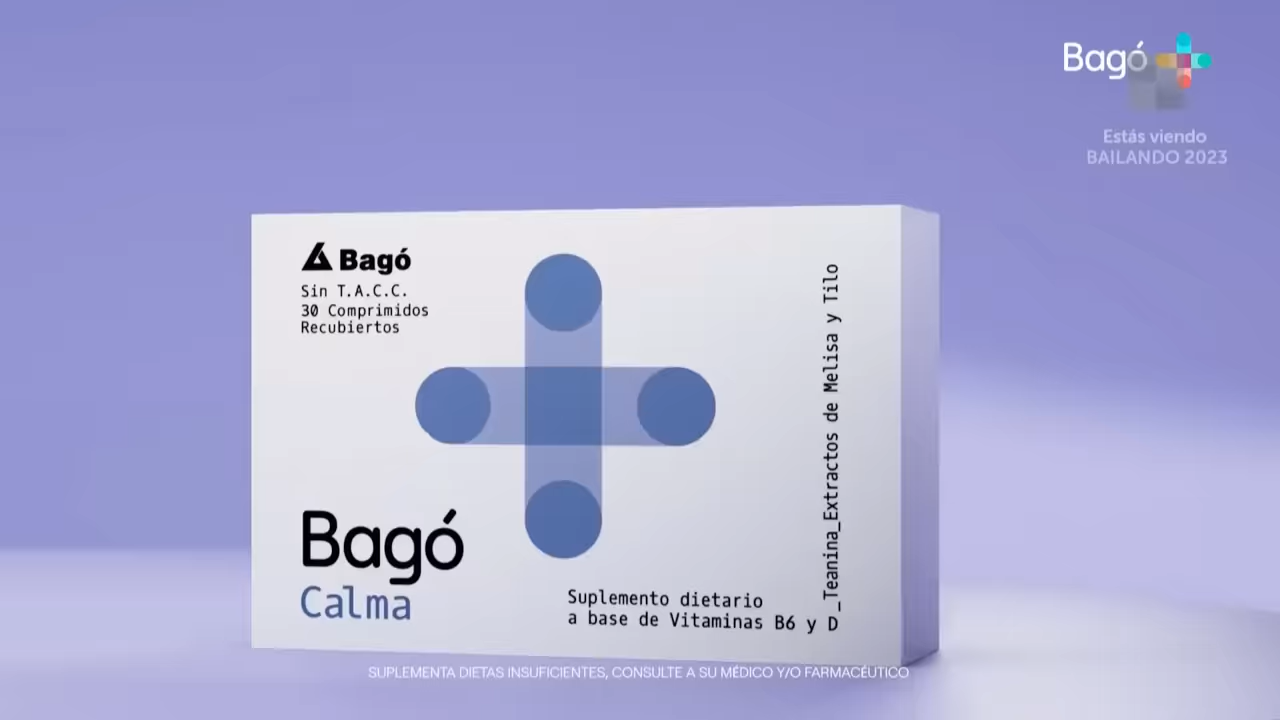 Bagó
Estás viendo
BAILANDO 2023
Bagó
Sin T.A.C.C.
30 Comprimidos
Recubiertos
Bagó
Calma
Suplemento dietario
a base de Vitaminas B6 y D_Teanina_Extractos de Melisa y Tilo
SUPLEMENTA DIETAS INSUFICIENTES, CONSULTE A SU MÉDICO Y/O FARMACÉUTICO